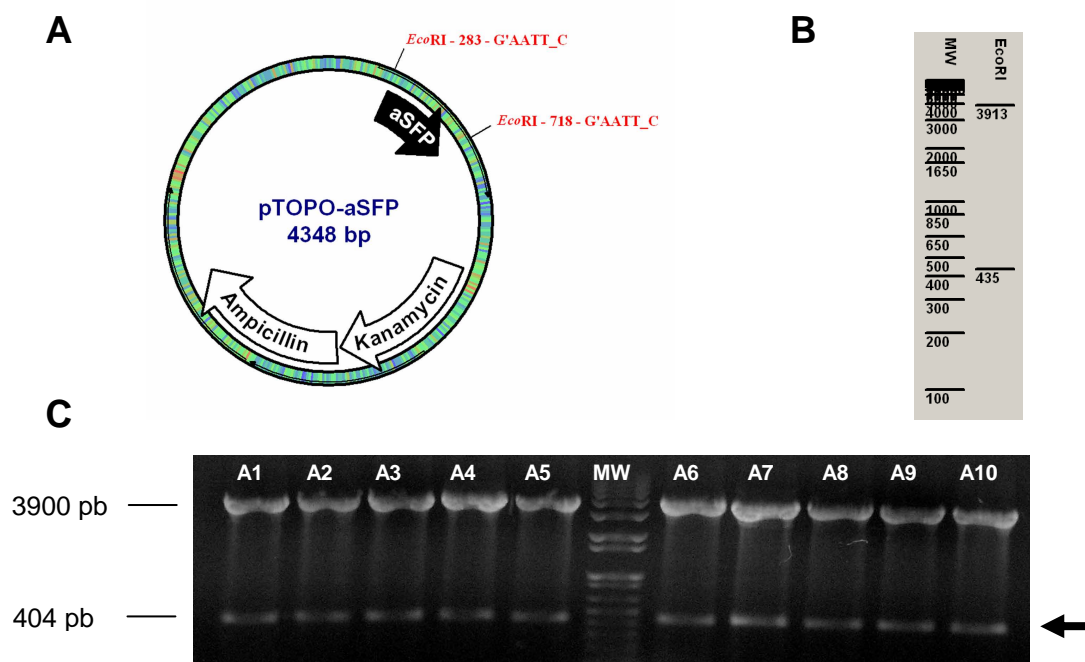 A
EcoRI - 283 - G'AATT_C
EcoRI - 718 - G'AATT_C
aSFP
pTOPO-aSFP
4348 bp
Ampicillin
Kanamycin
B
MW
EcoRI
4000
3000
2000
1650
1000
850
650
500
400
300
200
100
3913
435
C
A1 A2 A3 A4 A5 MW A6 A7 A8 A9 A10
3900 pb
404 pb